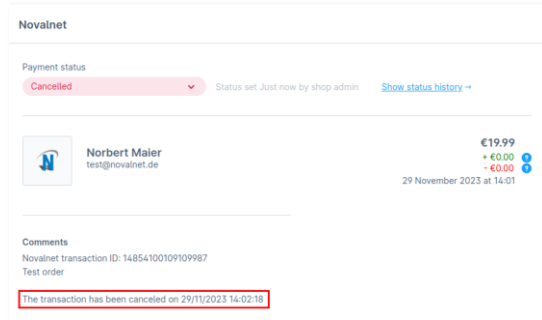 Novalnet
Payment status
Cancelled
Status set Just now by shop admin
Show status history →
N
Norbert Maier
test@novalnet.de
€19.99
+ €0.00 ?
- €0.00 ?
29 November 2023 at 14:01
Comments
Novalnet transaction ID: 14854100109109987
Test order
The transaction has been canceled on 29/11/2023 14:02:18